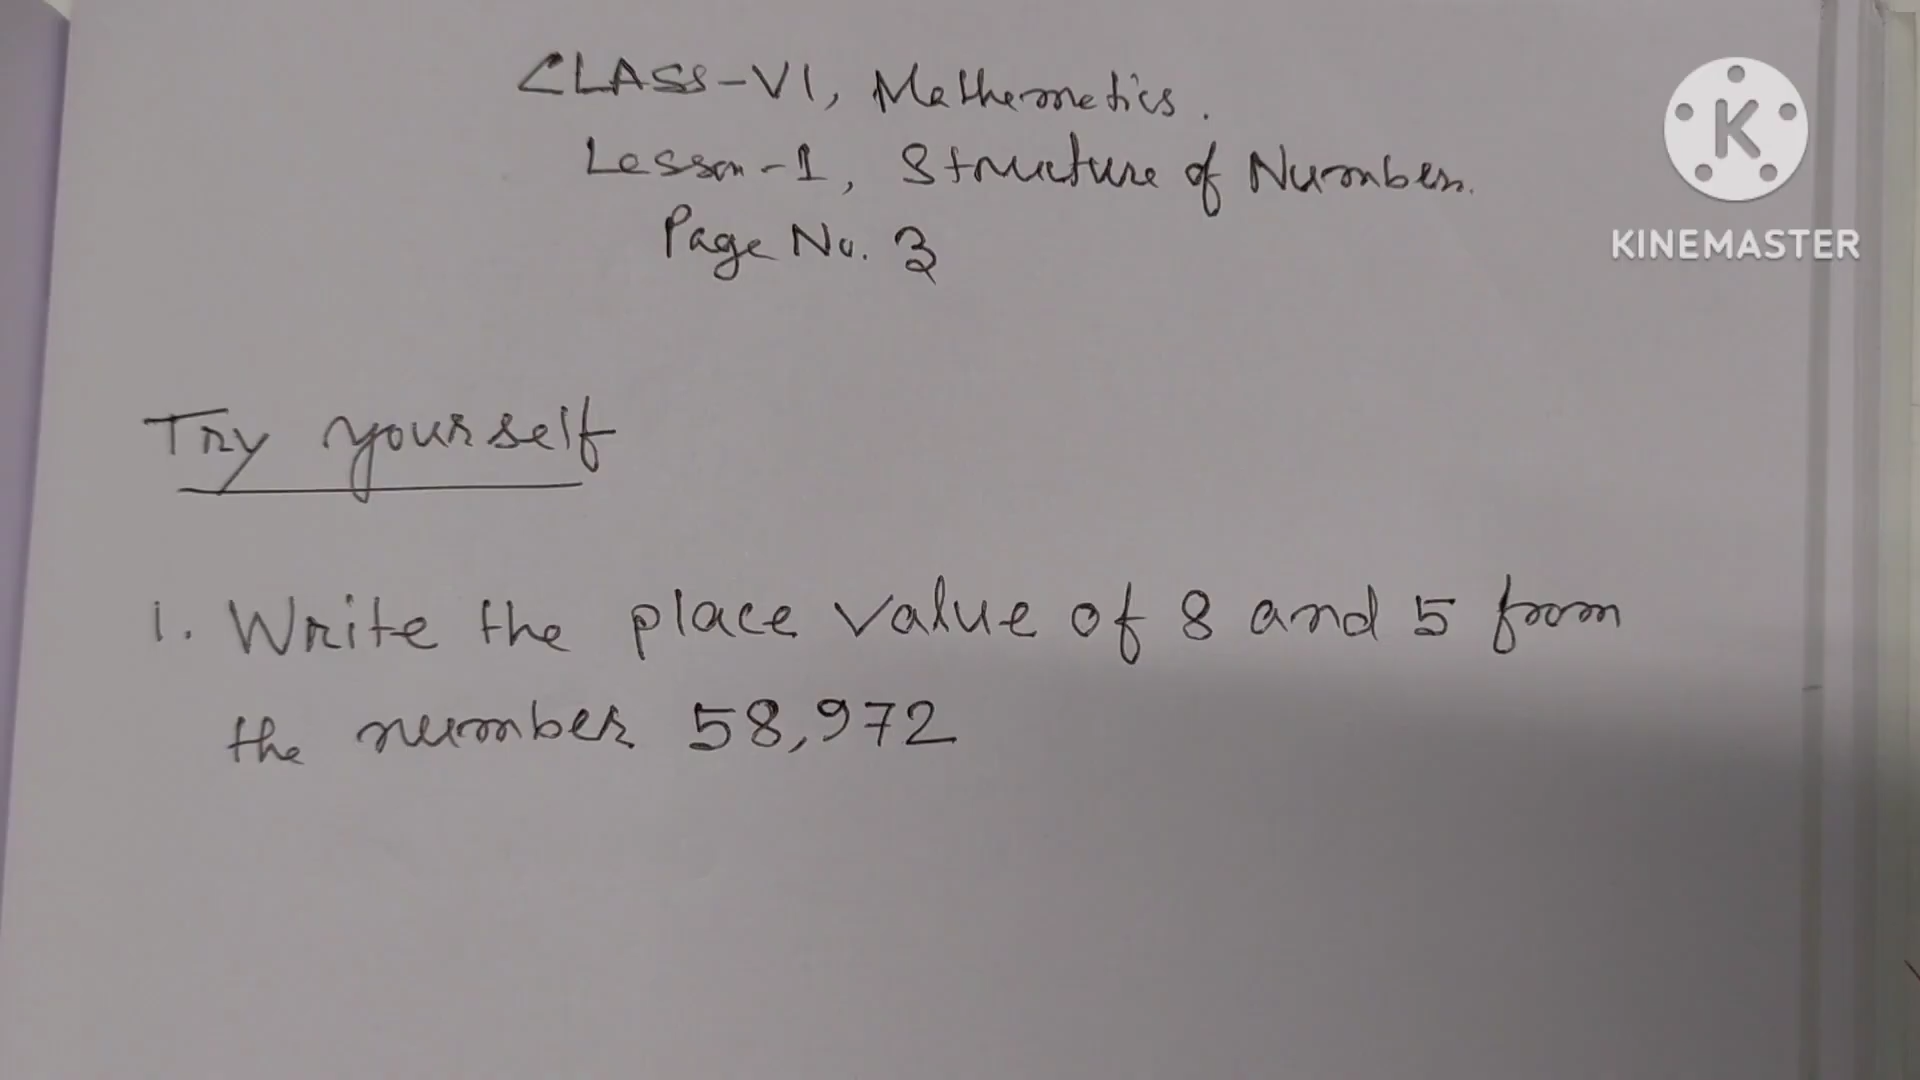 CLASS-VI, Mathematics.
Lesson-1, Structure of Number.
Page No. 3
K
KINEMASTER
Try yourself
1. Write the place value of 8 and 5 from
the number 58,972